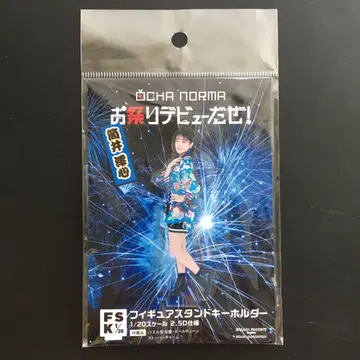 OCHA NORMA
お祭りデビューだぜ!
筒井澪心
FSK 1/20
フィギュアスタンドキーホルダー
1/20スケール 2.5D仕様